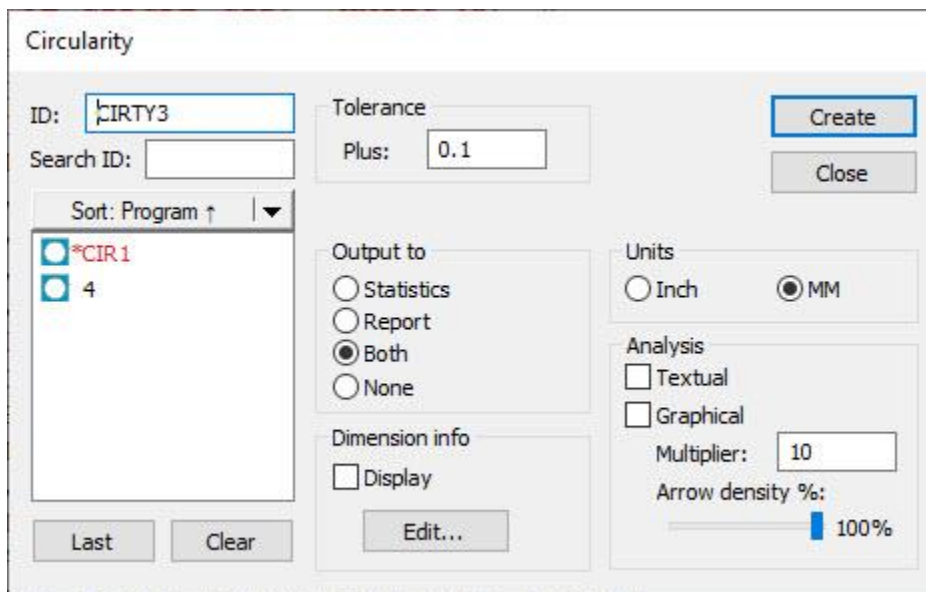 Circularity
ID: CIRTY3
Search ID:
Sort: Program ↑
*CIR1
4
Last
Clear
Tolerance
Plus: 0.1
Output to
Statistics
Report
Both
None
Dimension info
Display
Edit...
Create
Close
Units
Inch
MM
Analysis
Textual
Graphical
Multiplier: 10
Arrow density %:
100%